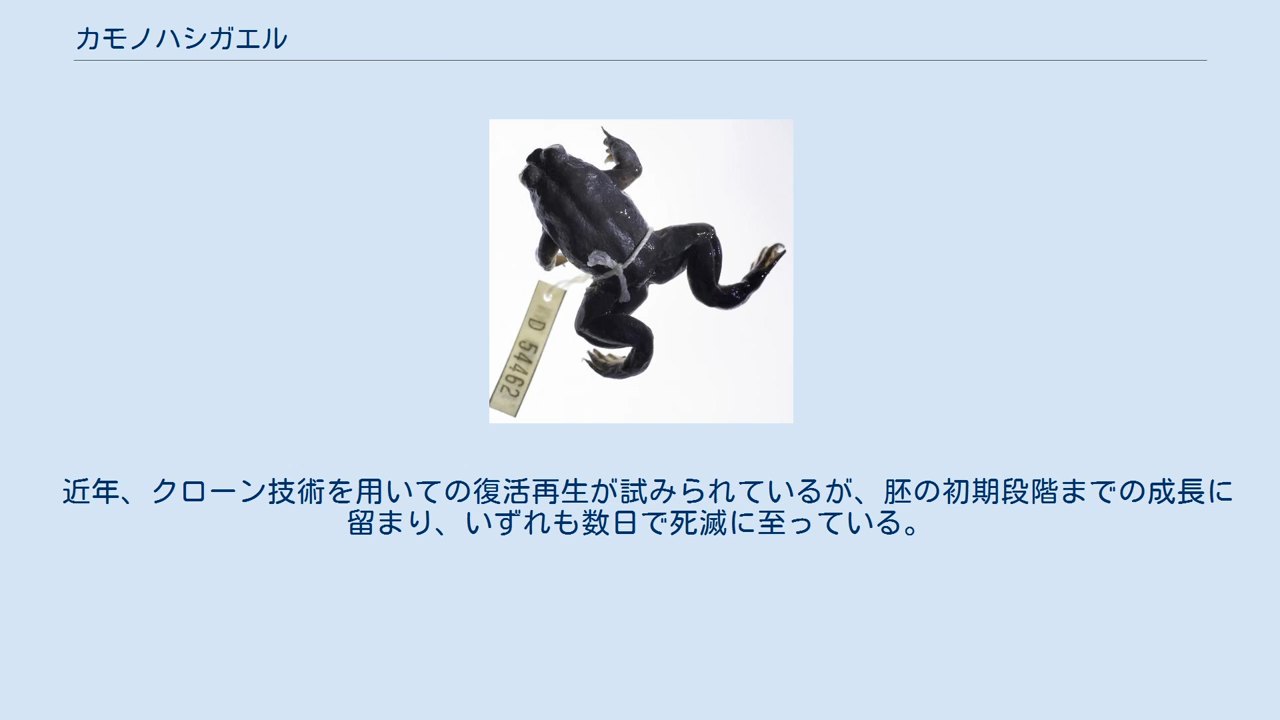 カモノハシガエル
D 54462
近年、クローン技術を用いての復活再生が試みられているが、胚の初期段階までの成長に
留まり、いずれも数日で死滅に至っている。